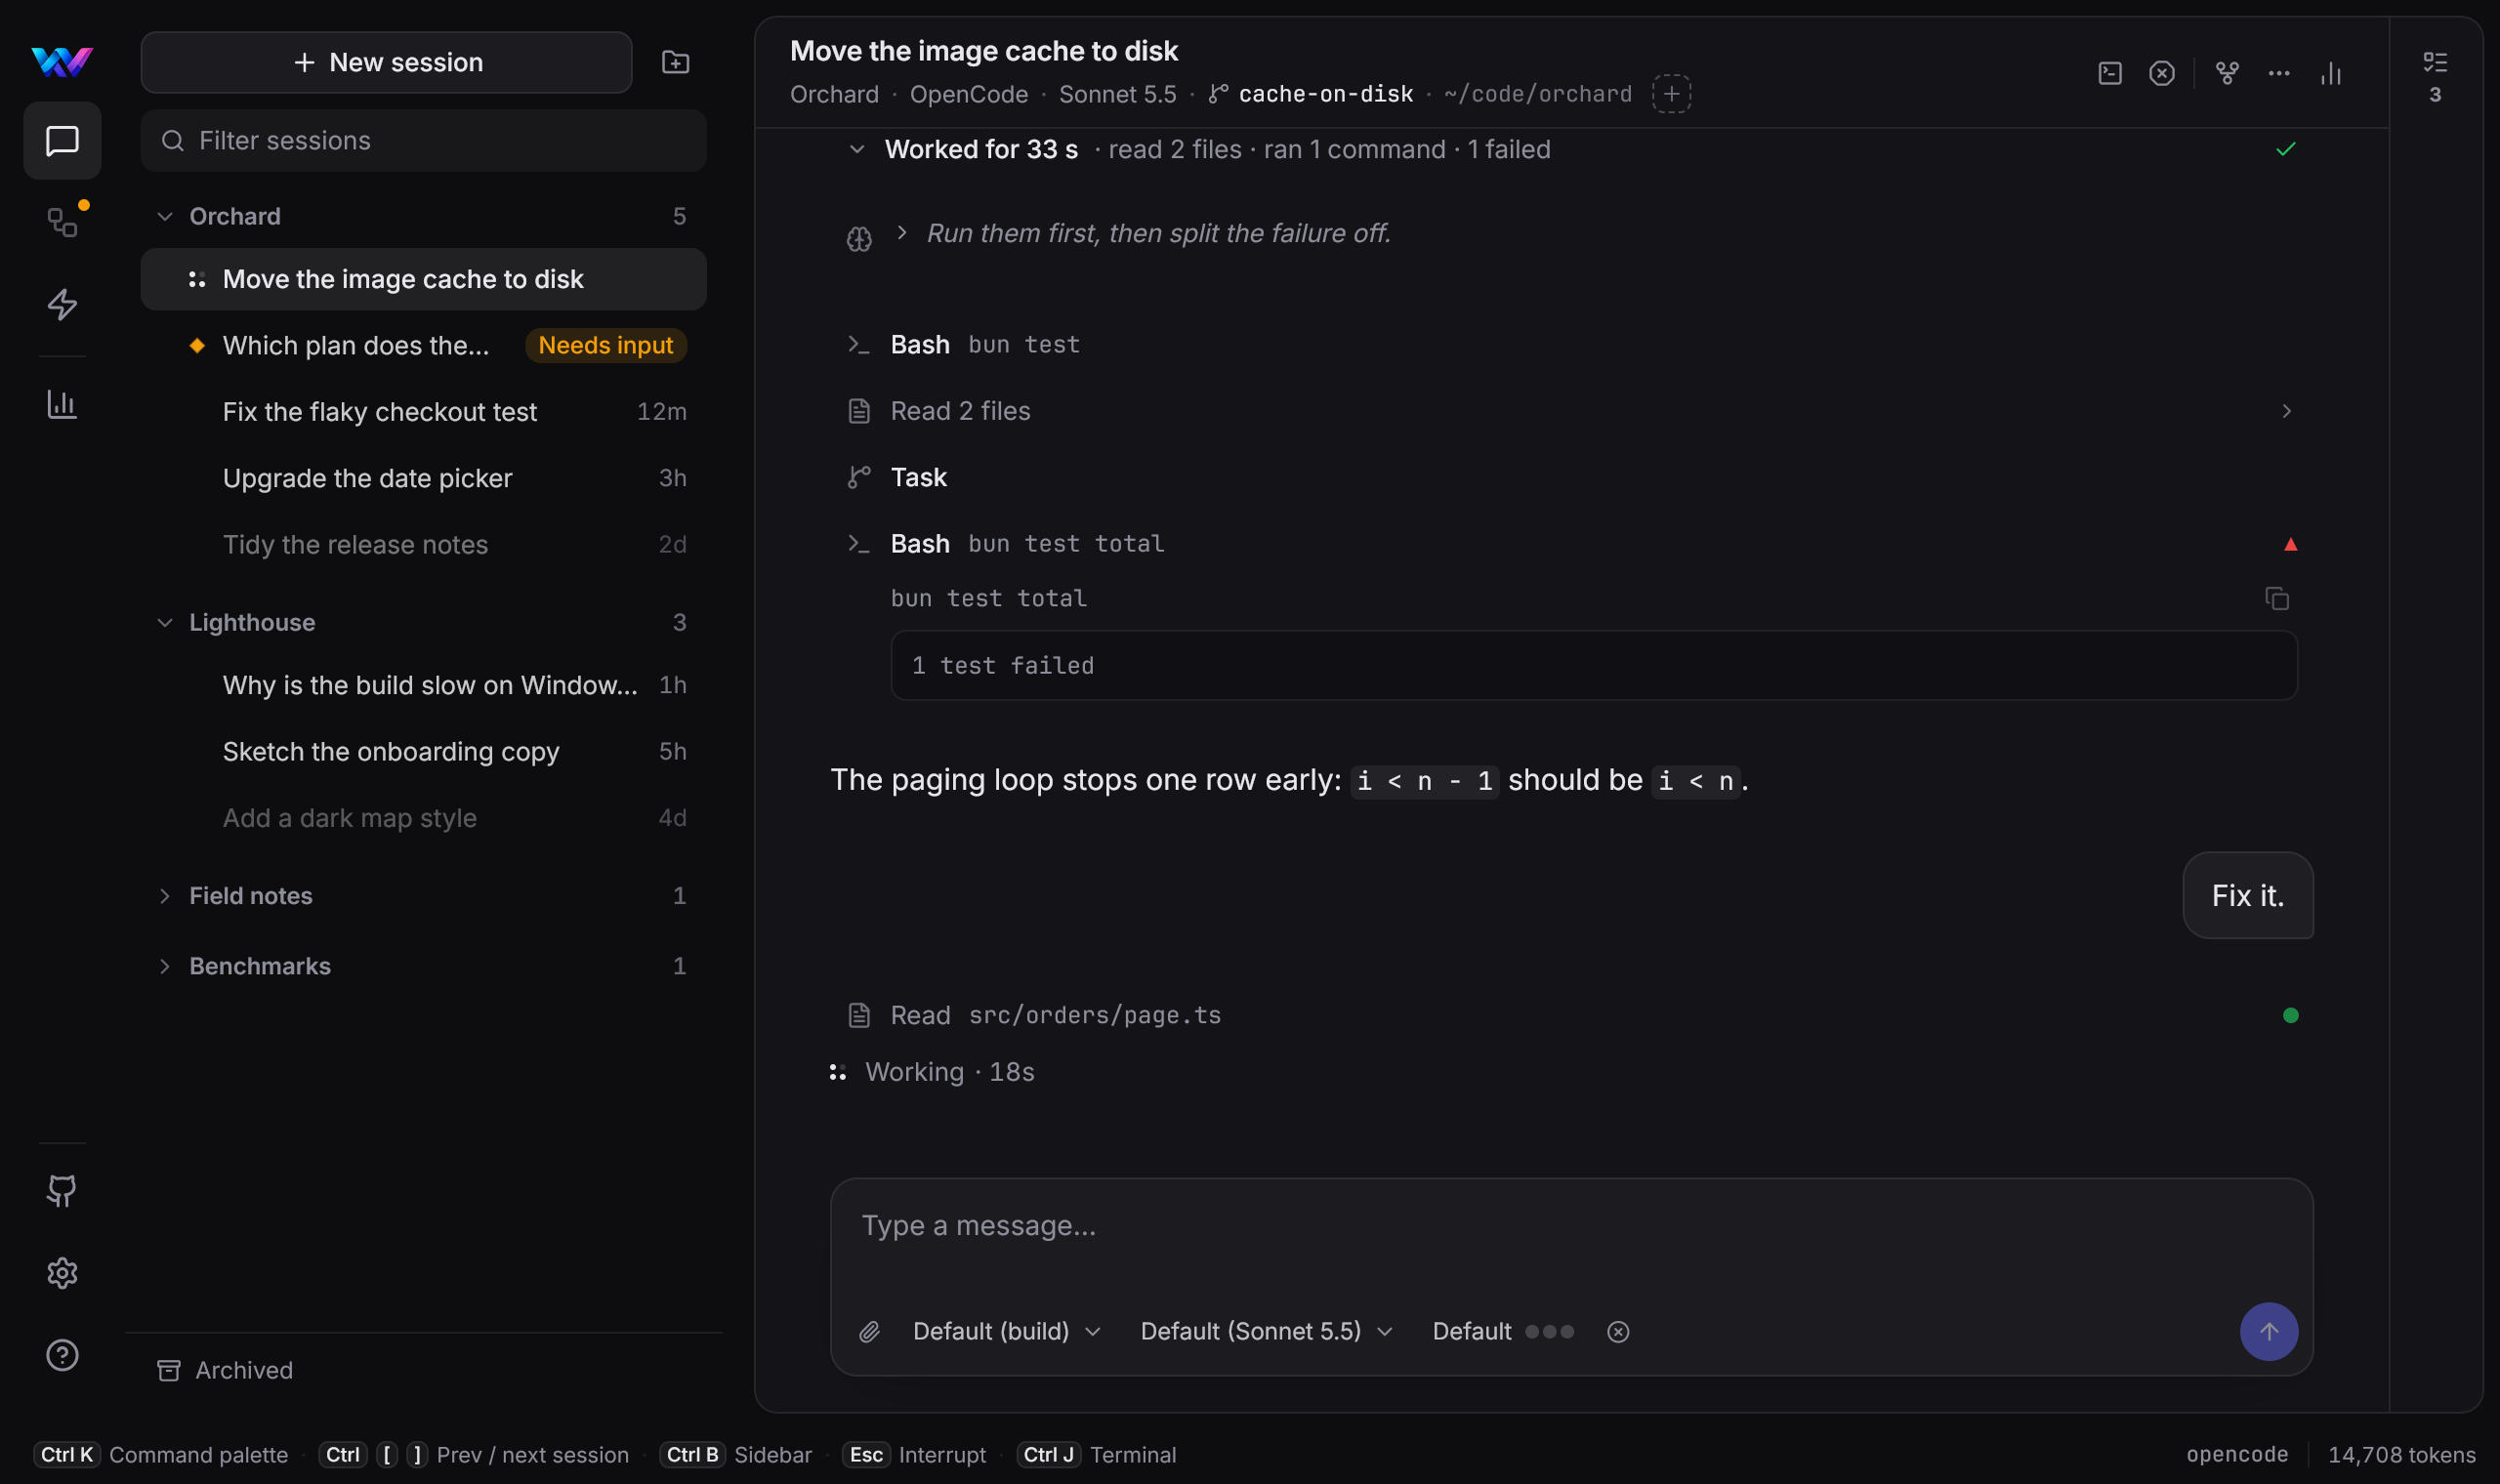 New session
Filter sessions
Orchard 5
Move the image cache to disk
Which plan does the... Needs input
Fix the flaky checkout test 12m
Upgrade the date picker 3h
Tidy the release notes 2d
Lighthouse 3
Why is the build slow on Window... 1h
Sketch the onboarding copy 5h
Add a dark map style 4d
Field notes 1
Benchmarks 1
Archived
Move the image cache to disk
Orchard · OpenCode · Sonnet 5.5 · cache-on-disk · ~/code/orchard
3
Worked for 33 s · read 2 files · ran 1 command · 1 failed
Run them first, then split the failure off.
Bash bun test
Read 2 files
Task
Bash bun test total
bun test total
1 test failed
The paging loop stops one row early: i < n - 1 should be i < n.
Fix it.
Read src/orders/page.ts
Working · 18s
Type a message...
Default (build) Default (Sonnet 5.5) Default
Ctrl K Command palette · Ctrl [ ] Prev / next session · Ctrl B Sidebar · Esc Interrupt · Ctrl J Terminal
opencode 14,708 tokens